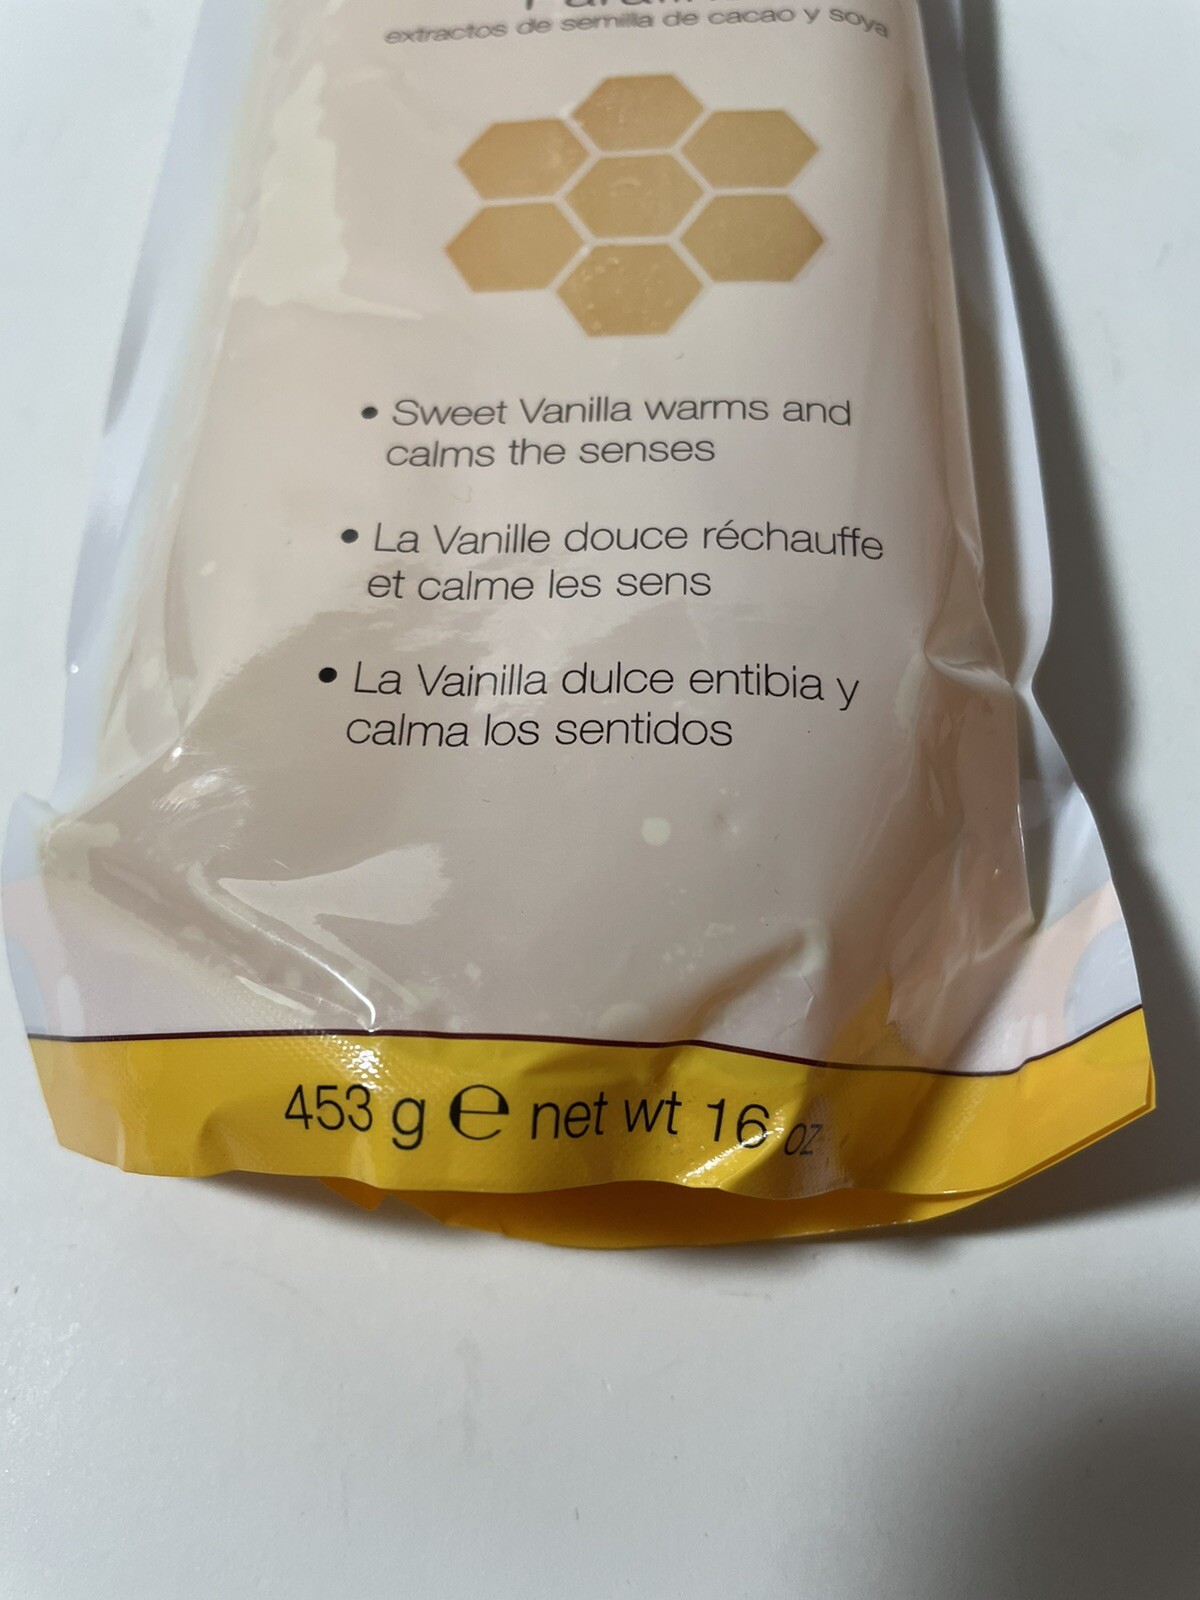 extractos de semilla de cacao y soya
• Sweet Vanilla warms and
calms the senses
• La Vanille douce réchauffe
et calme les sens
• La Vainilla dulce entibia y
calma los sentidos
453 g ℮ net wt 16 oz